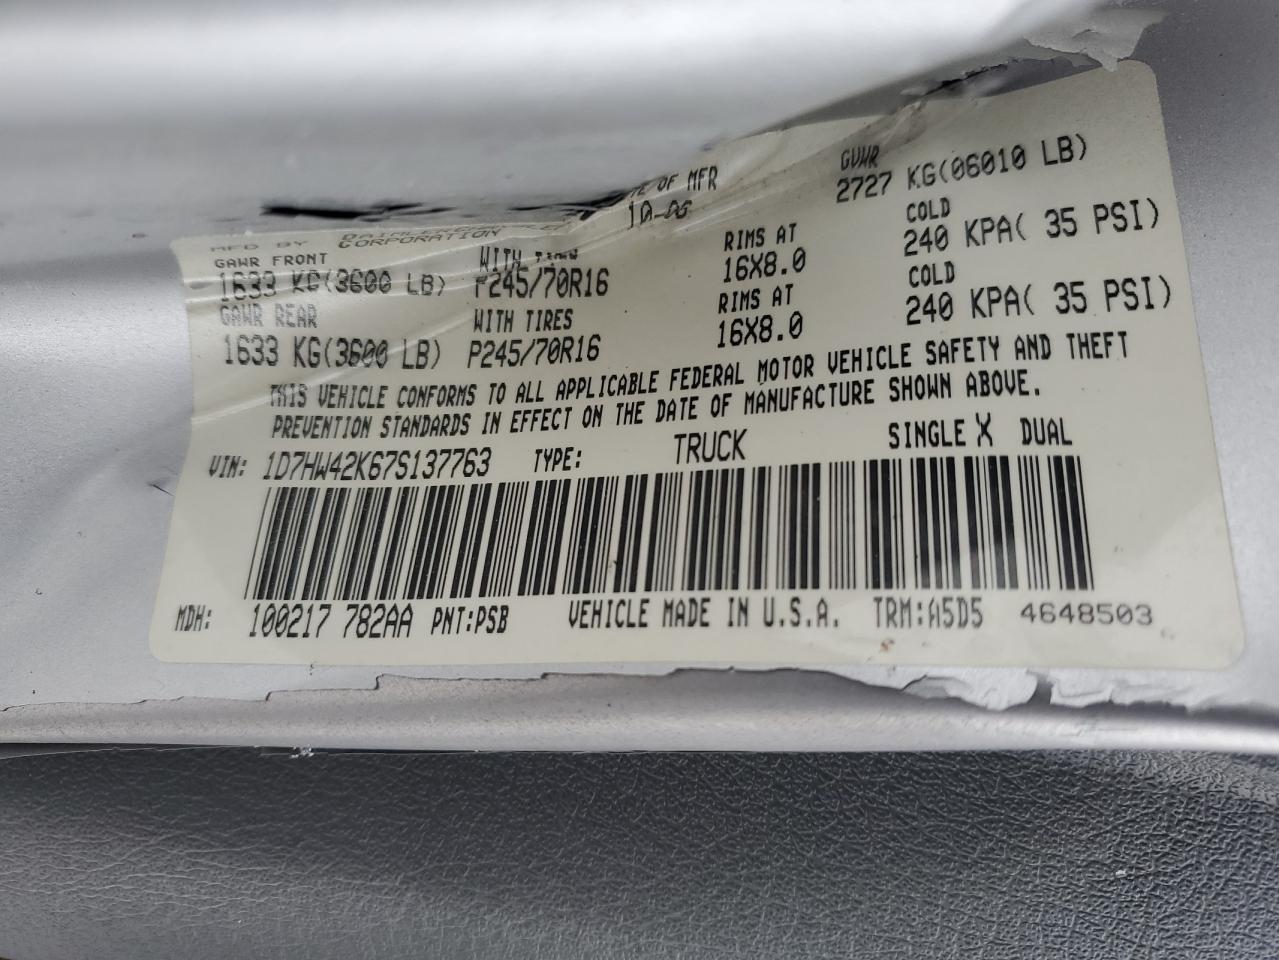 MFD BY DAIMLERCHRYSLER CORPORATION OF MFR 10-06 GVWR 2727 KG(06010 LB)
GAWR FRONT WITH TIRES RIMS AT COLD
1633 KG(3600 LB) P245/70R16 16X8.0 240 KPA( 35 PSI)
GAWR REAR WITH TIRES RIMS AT COLD
1633 KG(3600 LB) P245/70R16 16X8.0 240 KPA( 35 PSI)
THIS VEHICLE CONFORMS TO ALL APPLICABLE FEDERAL MOTOR VEHICLE SAFETY AND THEFT
PREVENTION STANDARDS IN EFFECT ON THE DATE OF MANUFACTURE SHOWN ABOVE.
VIN: 1D7HW42K67S137763 TYPE: TRUCK SINGLE X DUAL
MDH: 100217 782AA PNT:PSB VEHICLE MADE IN U.S.A. TRM:A5D5 4648503